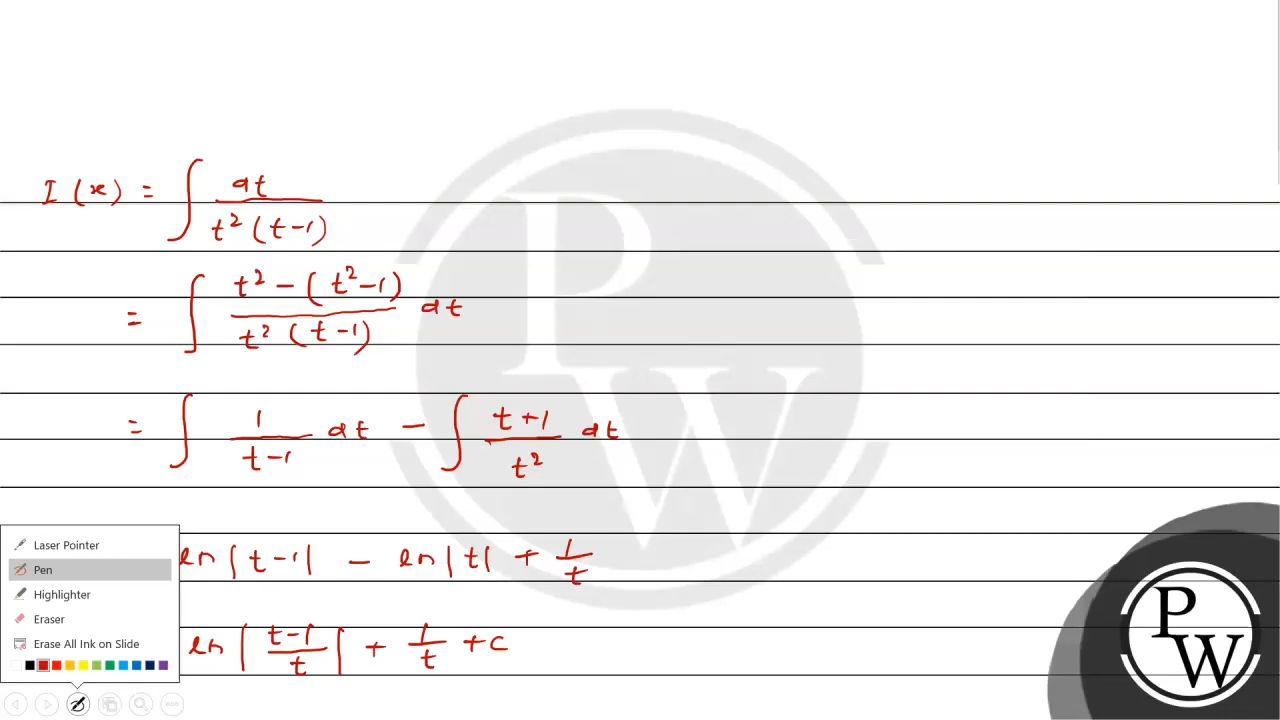 I(x) = ∫ dt / t²(t-1)
= ∫ t² - (t²-1) / t²(t-1) dt
= ∫ 1 / t-1 dt - ∫ t+1 / t² dt
ln|t-1| - ln|t| + 1/t
ln|t-1 / t| + 1/t + c
Laser Pointer
Pen
Highlighter
Eraser
Erase All Ink on Slide
P
W
P
W